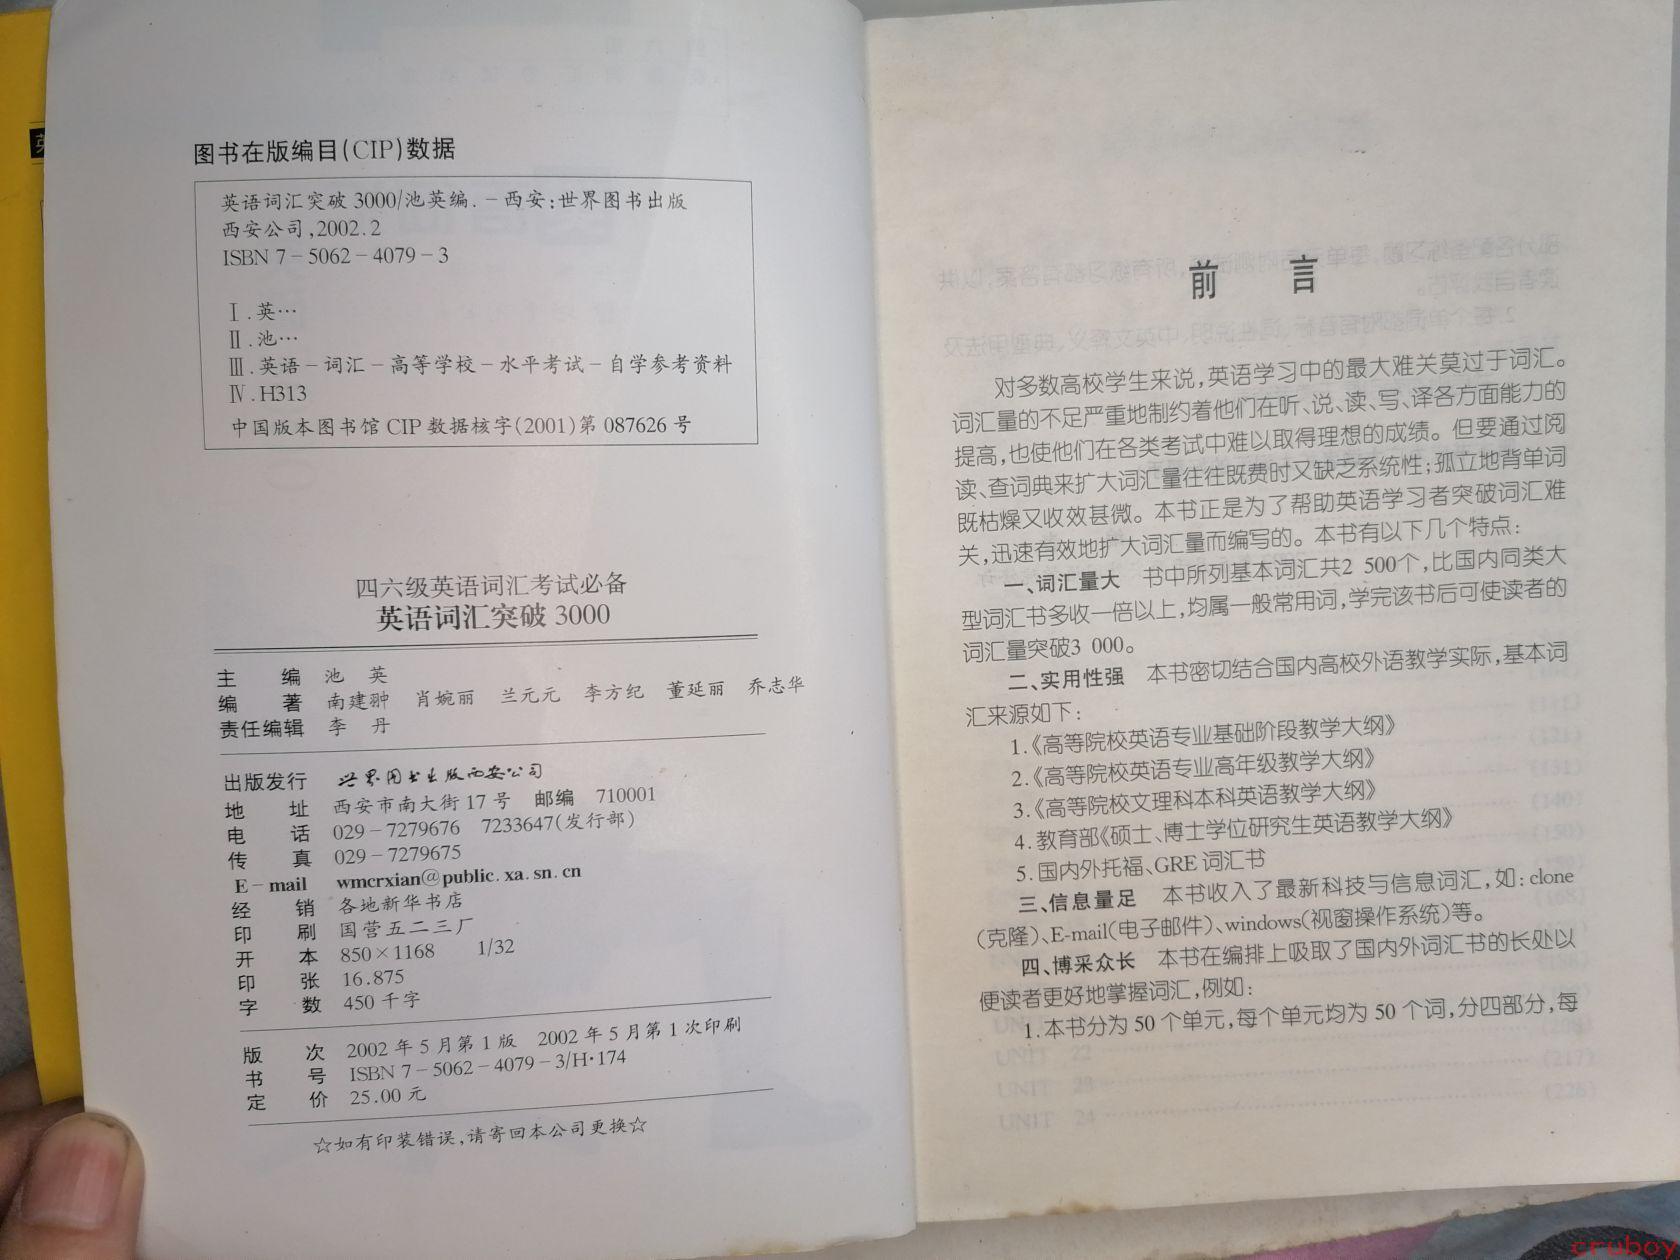 图书在版编目(CIP)数据
英语词汇突破 3000/池英编. －西安:世界图书出版
西安公司,2002.2
ISBN 7－5062－4079－3
Ⅰ.英…
Ⅱ.池…
Ⅲ.英语－词汇－高等学校－水平考试－自学参考资料
Ⅳ.H313
中国版本图书馆 CIP 数据核字(2001)第 087626 号
四六级英语词汇考试必备
英语词汇突破 3000
主 编 池 英
编 著 南建翀 肖婉丽 兰元元 李方纪 董延丽 乔志华
责任编辑 李 丹
出版发行 世界图书出版西安公司
地 址 西安市南大街 17 号 邮编 710001
电 话 029－7279676 7233647(发行部)
传 真 029－7279675
E－mail wmcrxian@public.xa.sn.cn
经 销 各地新华书店
印 刷 国营五二三厂
开 本 850×1168 1/32
印 张 16.875
字 数 450 千字
版 次 2002 年 5 月第 1 版 2002 年 5 月第 1 次印刷
书 号 ISBN 7－5062－4079－3/H·174
定 价 25.00 元
☆如有印装错误,请寄回本公司更换☆
前 言
对多数高校学生来说,英语学习中的最大难关莫过于词汇。
词汇量的不足严重地制约着他们在听、说、读、写、译各方面能力的
提高,也使他们在各类考试中难以取得理想的成绩。但要通过阅
读、查词典来扩大词汇量往往既费时又缺乏系统性;孤立地背单词
既枯燥又收效甚微。本书正是为了帮助英语学习者突破词汇难
关,迅速有效地扩大词汇量而编写的。本书有以下几个特点:
一、词汇量大 书中所列基本词汇共2 500个,比国内同类大
型词汇书多收一倍以上,均属一般常用词,学完该书后可使读者的
词汇量突破3 000。
二、实用性强 本书密切结合国内高校外语教学实际,基本词
汇来源如下:
1.《高等院校英语专业基础阶段教学大纲》
2.《高等院校英语专业高年级教学大纲》
3.《高等院校文理科本科英语教学大纲》
4.教育部《硕士、博士学位研究生英语教学大纲》
5.国内外托福、GRE 词汇书
三、信息量足 本书收入了最新科技与信息词汇,如:clone
(克隆)、E-mail(电子邮件)、windows(视窗操作系统)等。
四、博采众长 本书在编排上吸取了国内外词汇书的长处以
便读者更好地掌握词汇,例如:
1.本书分为 50 个单元,每个单元均为 50 个词,分四部分,每
cruboy